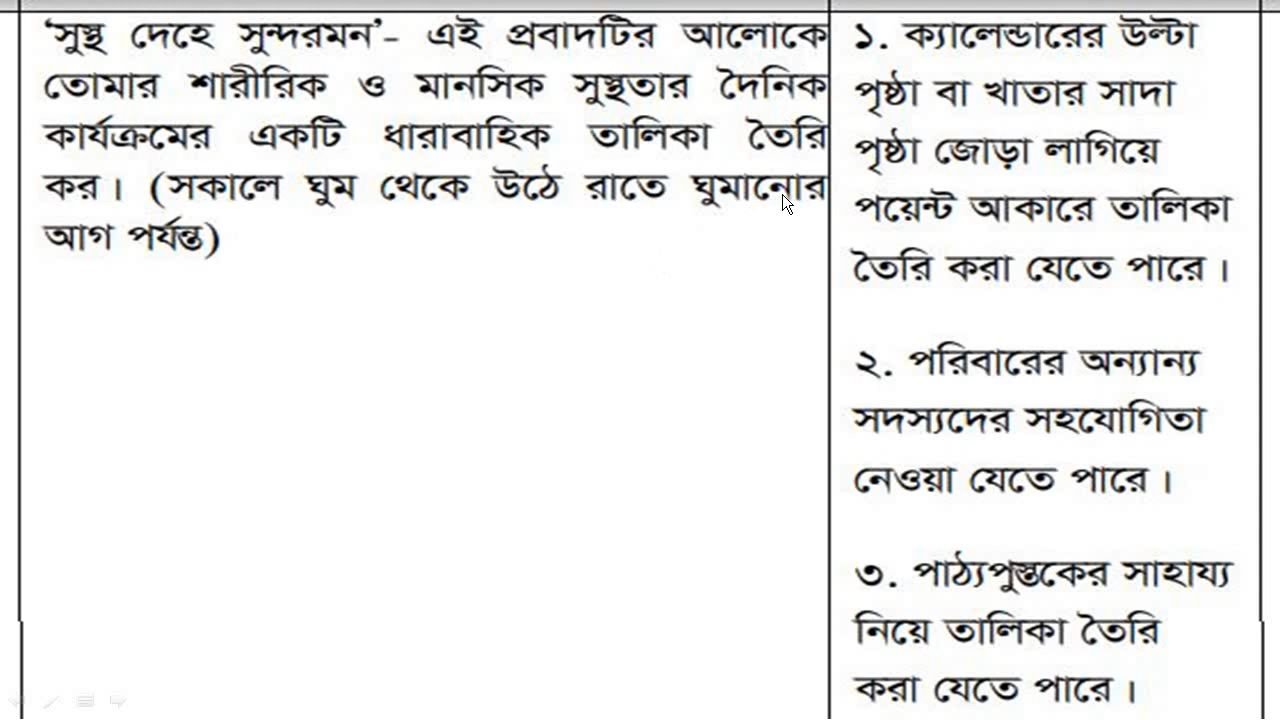 ‘সুস্থ দেহে সুন্দরমন’- এই প্রবাদটির আলোকে
তোমার শারীরিক ও মানসিক সুস্থতার দৈনিক
কার্যক্রমের একটি ধারাবাহিক তালিকা তৈরি
কর। (সকালে ঘুম থেকে উঠে রাতে ঘুমানোর
আগ পর্যন্ত)
১. ক্যালেন্ডারের উল্টা
পৃষ্ঠা বা খাতার সাদা
পৃষ্ঠা জোড়া লাগিয়ে
পয়েন্ট আকারে তালিকা
তৈরি করা যেতে পারে।
২. পরিবারের অন্যান্য
সদস্যদের সহযোগিতা
নেওয়া যেতে পারে।
৩. পাঠ্যপুস্তকের সাহায্য
নিয়ে তালিকা তৈরি
করা যেতে পারে।